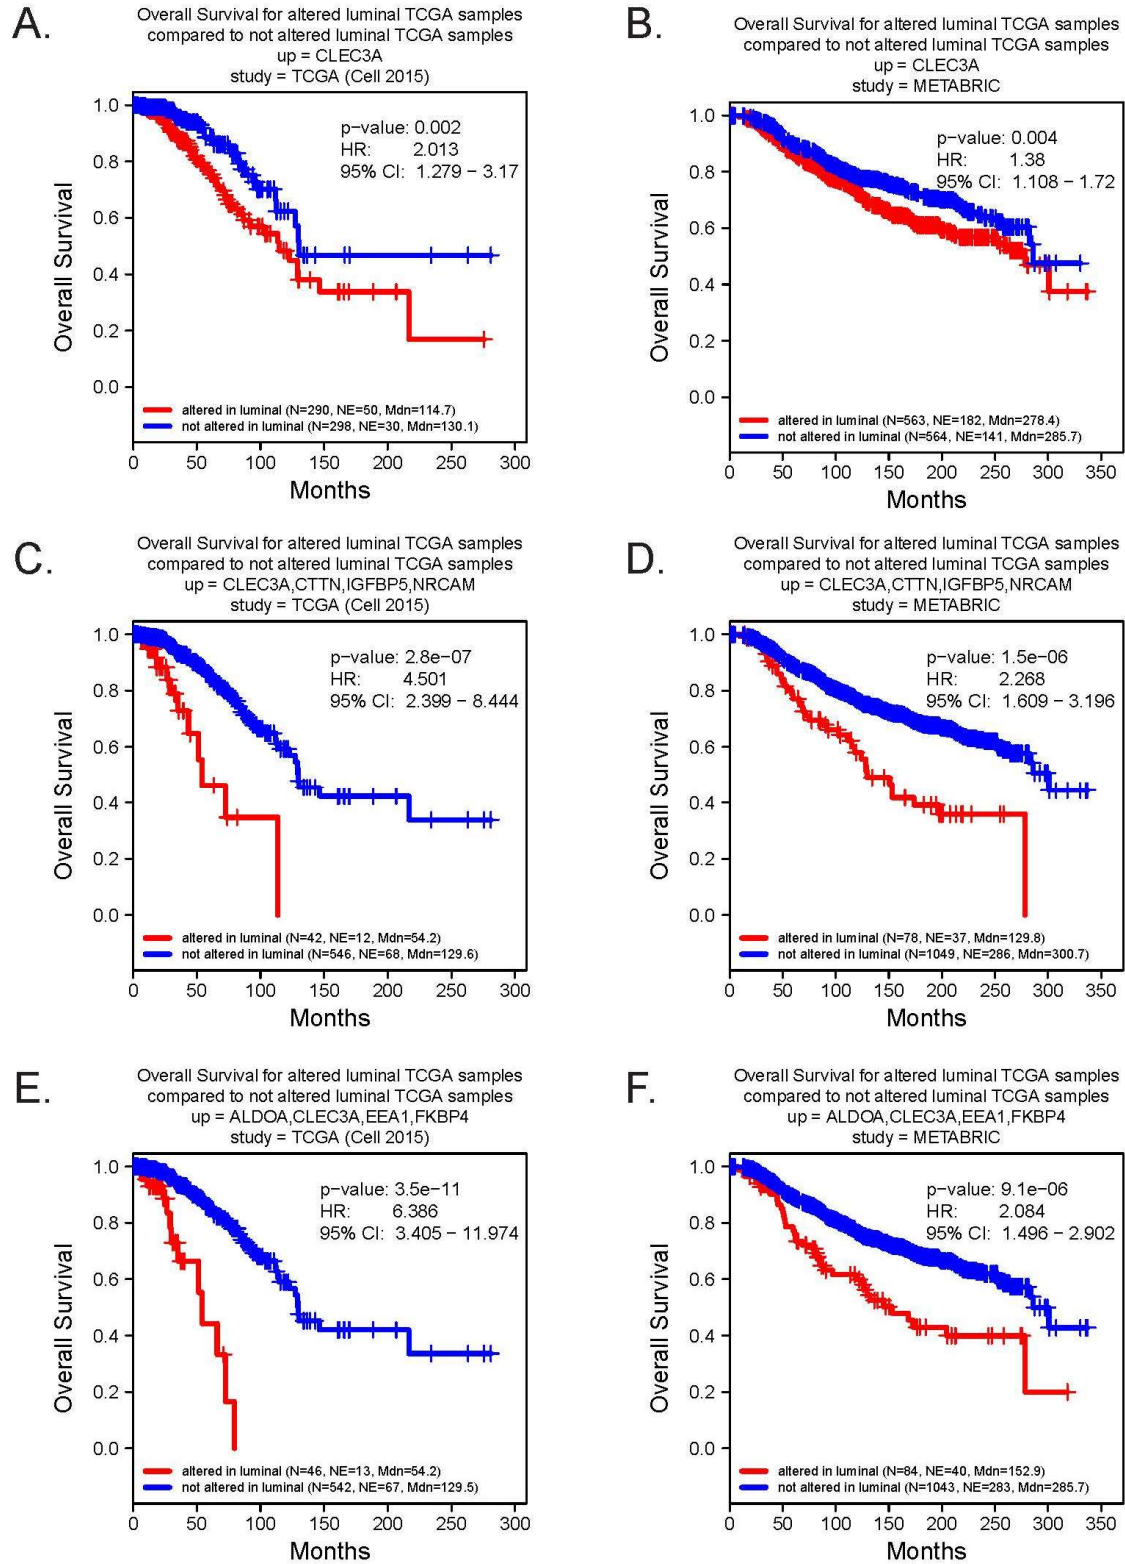 A.
Overall Survival for altered luminal TCGA samples
compared to not altered luminal TCGA samples
up = CLEC3A
study = TCGA (Cell 2015)
p-value: 0.002
HR: 2.013
95% CI: 1.279 – 3.17
Overall Survival
1.0
0.8
0.6
0.4
0.2
0.0
altered in luminal (N=290, NE=50, Mdn=114.7)
not altered in luminal (N=298, NE=30, Mdn=130.1)
0 50 100 150 200 250 300
Months
B.
Overall Survival for altered luminal TCGA samples
compared to not altered luminal TCGA samples
up = CLEC3A
study = METABRIC
p-value: 0.004
HR: 1.38
95% CI: 1.108 – 1.72
Overall Survival
1.0
0.8
0.6
0.4
0.2
0.0
altered in luminal (N=563, NE=182, Mdn=278.4)
not altered in luminal (N=564, NE=141, Mdn=285.7)
0 50 100 150 200 250 300 350
Months
C.
Overall Survival for altered luminal TCGA samples
compared to not altered luminal TCGA samples
up = CLEC3A,CTTN,IGFBP5,NRCAM
study = TCGA (Cell 2015)
p-value: 2.8e−07
HR: 4.501
95% CI: 2.399 – 8.444
Overall Survival
1.0
0.8
0.6
0.4
0.2
0.0
altered in luminal (N=42, NE=12, Mdn=54.2)
not altered in luminal (N=546, NE=68, Mdn=129.6)
0 50 100 150 200 250 300
Months
D.
Overall Survival for altered luminal TCGA samples
compared to not altered luminal TCGA samples
up = CLEC3A,CTTN,IGFBP5,NRCAM
study = METABRIC
p-value: 1.5e−06
HR: 2.268
95% CI: 1.609 – 3.196
Overall Survival
1.0
0.8
0.6
0.4
0.2
0.0
altered in luminal (N=78, NE=37, Mdn=129.8)
not altered in luminal (N=1049, NE=286, Mdn=300.7)
0 50 100 150 200 250 300 350
Months
E.
Overall Survival for altered luminal TCGA samples
compared to not altered luminal TCGA samples
up = ALDOA,CLEC3A,EEA1,FKBP4
study = TCGA (Cell 2015)
p-value: 3.5e−11
HR: 6.386
95% CI: 3.405 – 11.974
Overall Survival
1.0
0.8
0.6
0.4
0.2
0.0
altered in luminal (N=46, NE=13, Mdn=54.2)
not altered in luminal (N=542, NE=67, Mdn=129.5)
0 50 100 150 200 250 300
Months
F.
Overall Survival for altered luminal TCGA samples
compared to not altered luminal TCGA samples
up = ALDOA,CLEC3A,EEA1,FKBP4
study = METABRIC
p-value: 9.1e−06
HR: 2.084
95% CI: 1.496 – 2.902
Overall Survival
1.0
0.8
0.6
0.4
0.2
0.0
altered in luminal (N=84, NE=40, Mdn=152.9)
not altered in luminal (N=1043, NE=283, Mdn=285.7)
0 50 100 150 200 250 300 350
Months